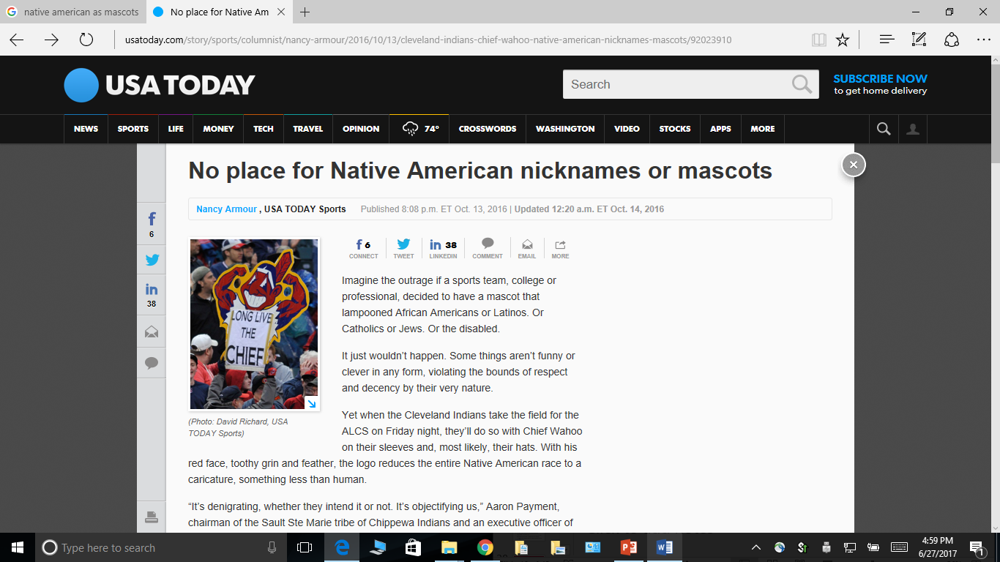 native american as mascots
No place for Native Am
usatoday.com/story/sports/columnist/nancy-armour/2016/10/13/cleveland-indians-chief-wahoo-native-american-nicknames-mascots/92023910
USA TODAY
Search
SUBSCRIBE NOW
to get home delivery
NEWS SPORTS LIFE MONEY TECH TRAVEL OPINION 74° CROSSWORDS WASHINGTON VIDEO STOCKS APPS MORE
No place for Native American nicknames or mascots
Nancy Armour , USA TODAY Sports Published 8:08 p.m. ET Oct. 13, 2016 | Updated 12:20 a.m. ET Oct. 14, 2016
f
6
in
38
LONG LIVE
THE
CHIEF
(Photo: David Richard, USA
TODAY Sports)
f 6 in 38
CONNECT TWEET LINKEDIN COMMENT EMAIL MORE
Imagine the outrage if a sports team, college or
professional, decided to have a mascot that
lampooned African Americans or Latinos. Or
Catholics or Jews. Or the disabled.
It just wouldn’t happen. Some things aren’t funny or
clever in any form, violating the bounds of respect
and decency by their very nature.
Yet when the Cleveland Indians take the field for the
ALCS on Friday night, they’ll do so with Chief Wahoo
on their sleeves and, most likely, their hats. With his
red face, toothy grin and feather, the logo reduces the entire Native American race to a
caricature, something less than human.
“It’s denigrating, whether they intend it or not. It’s objectifying us,” Aaron Payment,
chairman of the Sault Ste Marie tribe of Chippewa Indians and an executive officer of
Type here to search
4:59 PM
6/27/2017
1